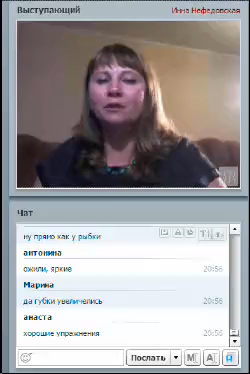 Выступающий Инна Нефедовская
Чат
ну прямо как у рыбки
антонина
ожили, яркие 20:56
Марина
да губки увеличелись 20:56
анаста
хорошие упражнения 20:56
Послать